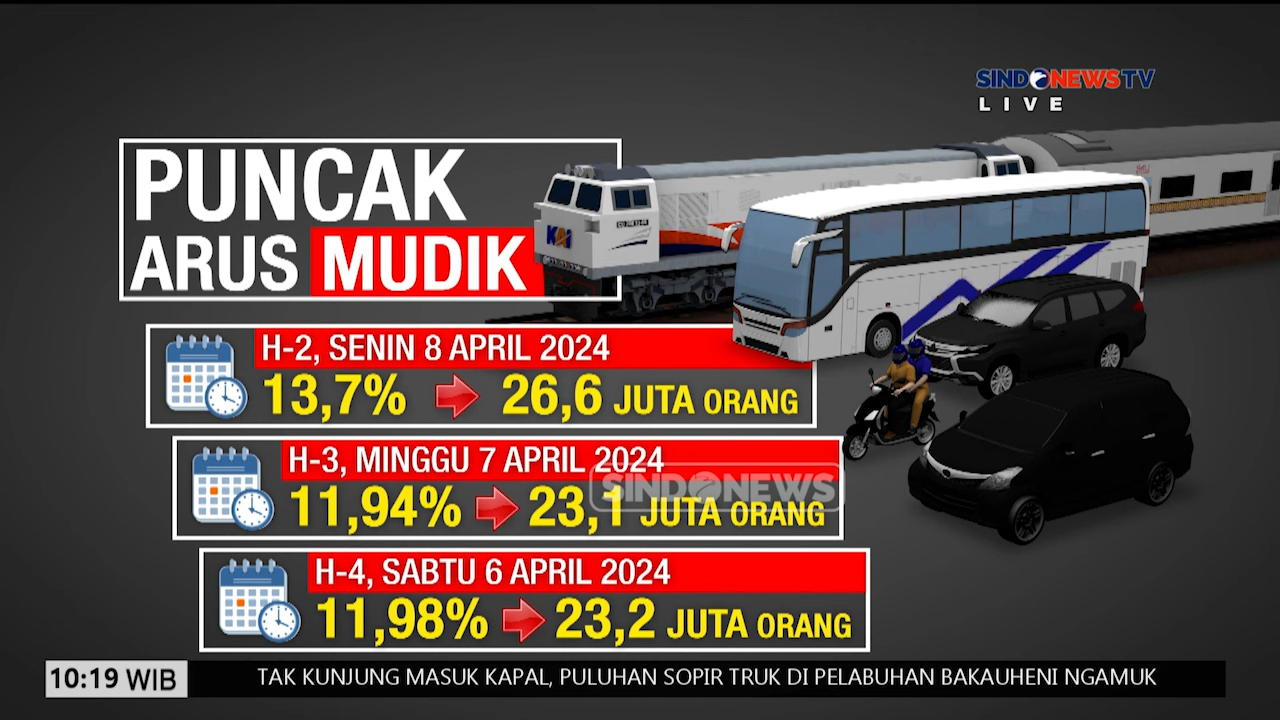 SINDONEWSTV
LIVE
PUNCAK
ARUS MUDIK
KAI
H-2, SENIN 8 APRIL 2024
13,7% 26,6 JUTA ORANG
H-3, MINGGU 7 APRIL 2024
SINDONEWS
11,94% 23,1 JUTA ORANG
H-4, SABTU 6 APRIL 2024
11,98% 23,2 JUTA ORANG
10:19 WIB
TAK KUNJUNG MASUK KAPAL, PULUHAN SOPIR TRUK DI PELABUHAN BAKAUHENI NGAMUK